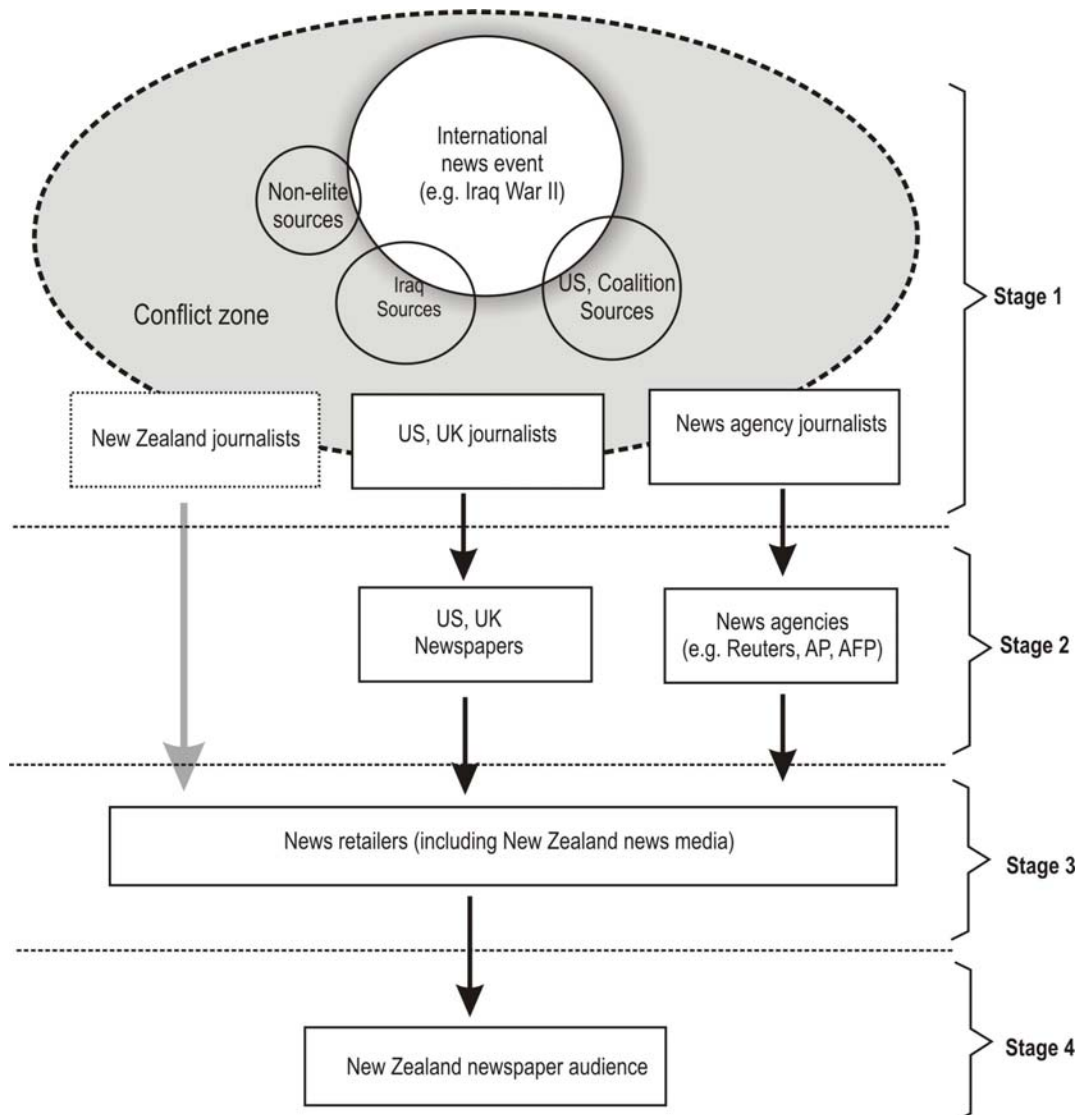 International
news event
(e.g. Iraq War II)
Non-elite
sources
Iraq
Sources
US, Coalition
Sources
Conflict zone
Stage 1
New Zealand journalists
US, UK journalists
News agency journalists
US, UK
Newspapers
News agencies
(e.g. Reuters, AP, AFP)
Stage 2
News retailers (including New Zealand news media)
Stage 3
New Zealand newspaper audience
Stage 4